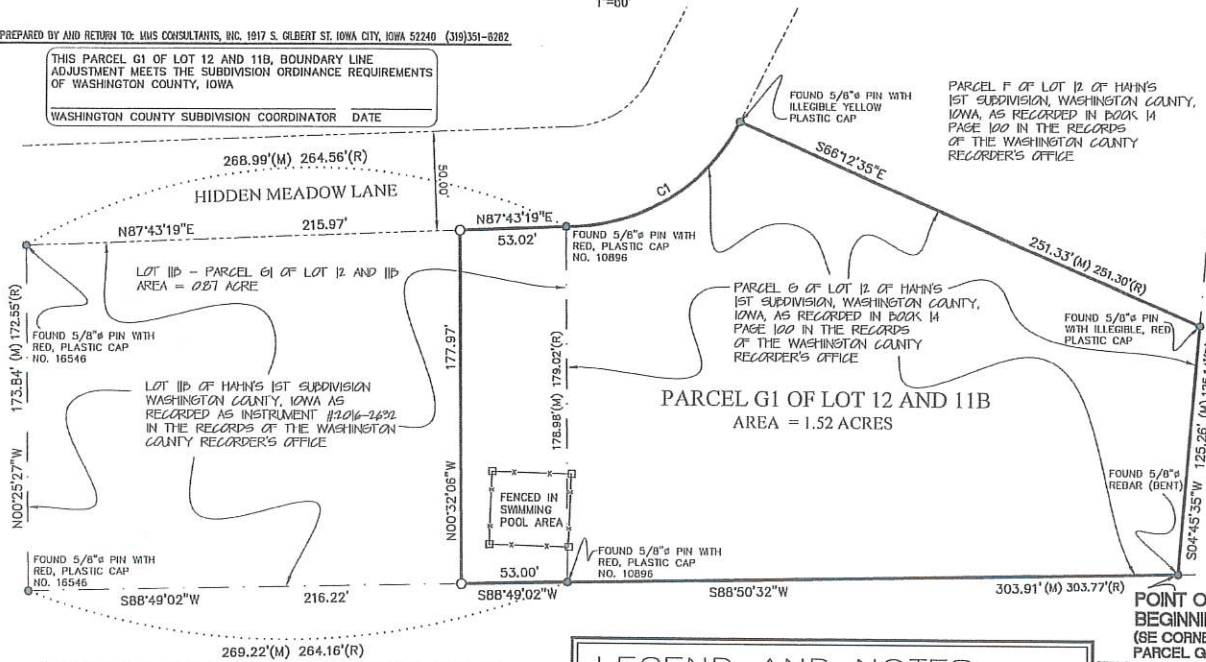 1"=60'
PREPARED BY AND RETURN TO: MMS CONSULTANTS, INC. 1917 S. GILBERT ST. IOWA CITY, IOWA 52240 (319)351-8282
THIS PARCEL G1 OF LOT 12 AND 11B, BOUNDARY LINE
ADJUSTMENT MEETS THE SUBDIVISION ORDINANCE REQUIREMENTS
OF WASHINGTON COUNTY, IOWA
WASHINGTON COUNTY SUBDIVISION COORDINATOR DATE
FOUND 5/8"ø PIN WITH
ILLEGIBLE YELLOW
PLASTIC CAP
PARCEL F OF LOT 12 OF HAHN'S
1ST SUBDIVISION, WASHINGTON COUNTY,
IOWA, AS RECORDED IN BOOK 14
PAGE 100 IN THE RECORDS
OF THE WASHINGTON COUNTY
RECORDER'S OFFICE
268.99'(M) 264.56'(R)
HIDDEN MEADOW LANE
50.00'
C1
S66°12'35"E
251.33'(M) 251.30'(R)
N87°43'19"E
215.97'
N87°43'19"E
53.02'
FOUND 5/8"ø PIN WITH
RED, PLASTIC CAP
NO. 10896
LOT 11B - PARCEL G1 OF LOT 12 AND 11B
AREA = 0.87 ACRE
FOUND 5/8"ø PIN WITH
RED, PLASTIC CAP
NO. 16546
173.84' (M) 172.55'(R)
N00°25'27"W
LOT 11B OF HAHN'S 1ST SUBDIVISION
WASHINGTON COUNTY, IOWA AS
RECORDED AS INSTRUMENT #2016-2632
IN THE RECORDS OF THE WASHINGTON
COUNTY RECORDER'S OFFICE
177.97'
N00°32'06"W
178.98'(M) 179.02'(R)
PARCEL G OF LOT 12 OF HAHN'S
1ST SUBDIVISION, WASHINGTON COUNTY,
IOWA, AS RECORDED IN BOOK 14
PAGE 100 IN THE RECORDS
OF THE WASHINGTON COUNTY
RECORDER'S OFFICE
FOUND 5/8"ø PIN
WITH ILLEGIBLE, RED
PLASTIC CAP
PARCEL G1 OF LOT 12 AND 11B
AREA = 1.52 ACRES
FENCED IN
SWIMMING
POOL AREA
FOUND 5/8"ø
REBAR (BENT)
125.26' (M)
S04°45'35"W
FOUND 5/8"ø PIN WITH
RED, PLASTIC CAP
NO. 16546
FOUND 5/8"ø PIN WITH
RED, PLASTIC CAP
NO. 10896
S88°49'02"W
216.22'
53.00'
S88°49'02"W
S88°50'32"W
303.91' (M) 303.77'(R)
POINT O
BEGINNI
(SE CORNE
PARCEL G
269.22'(M) 264.16'(R)
LEGEND AND NOTES